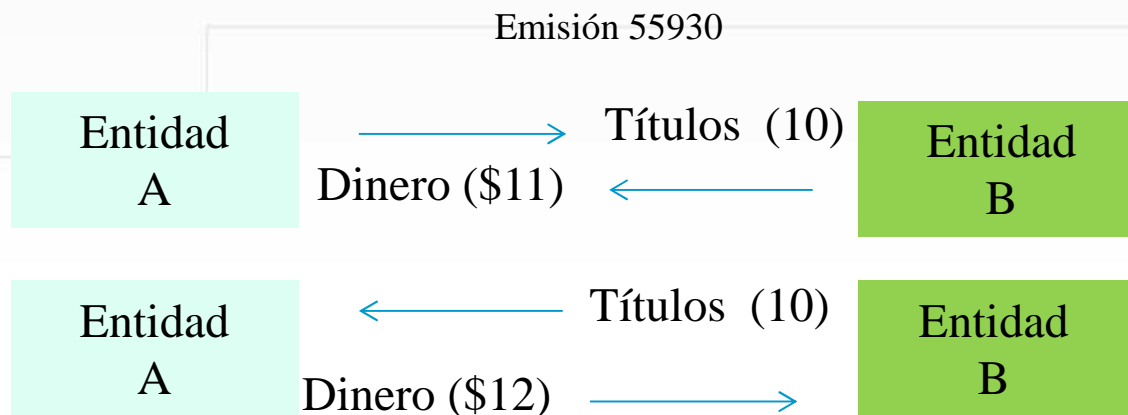 Emisión 55930
Entidad
A
Títulos  (10)
Dinero ($11)
Entidad
B
Entidad
A
Títulos  (10)
Dinero ($12)
Entidad
B